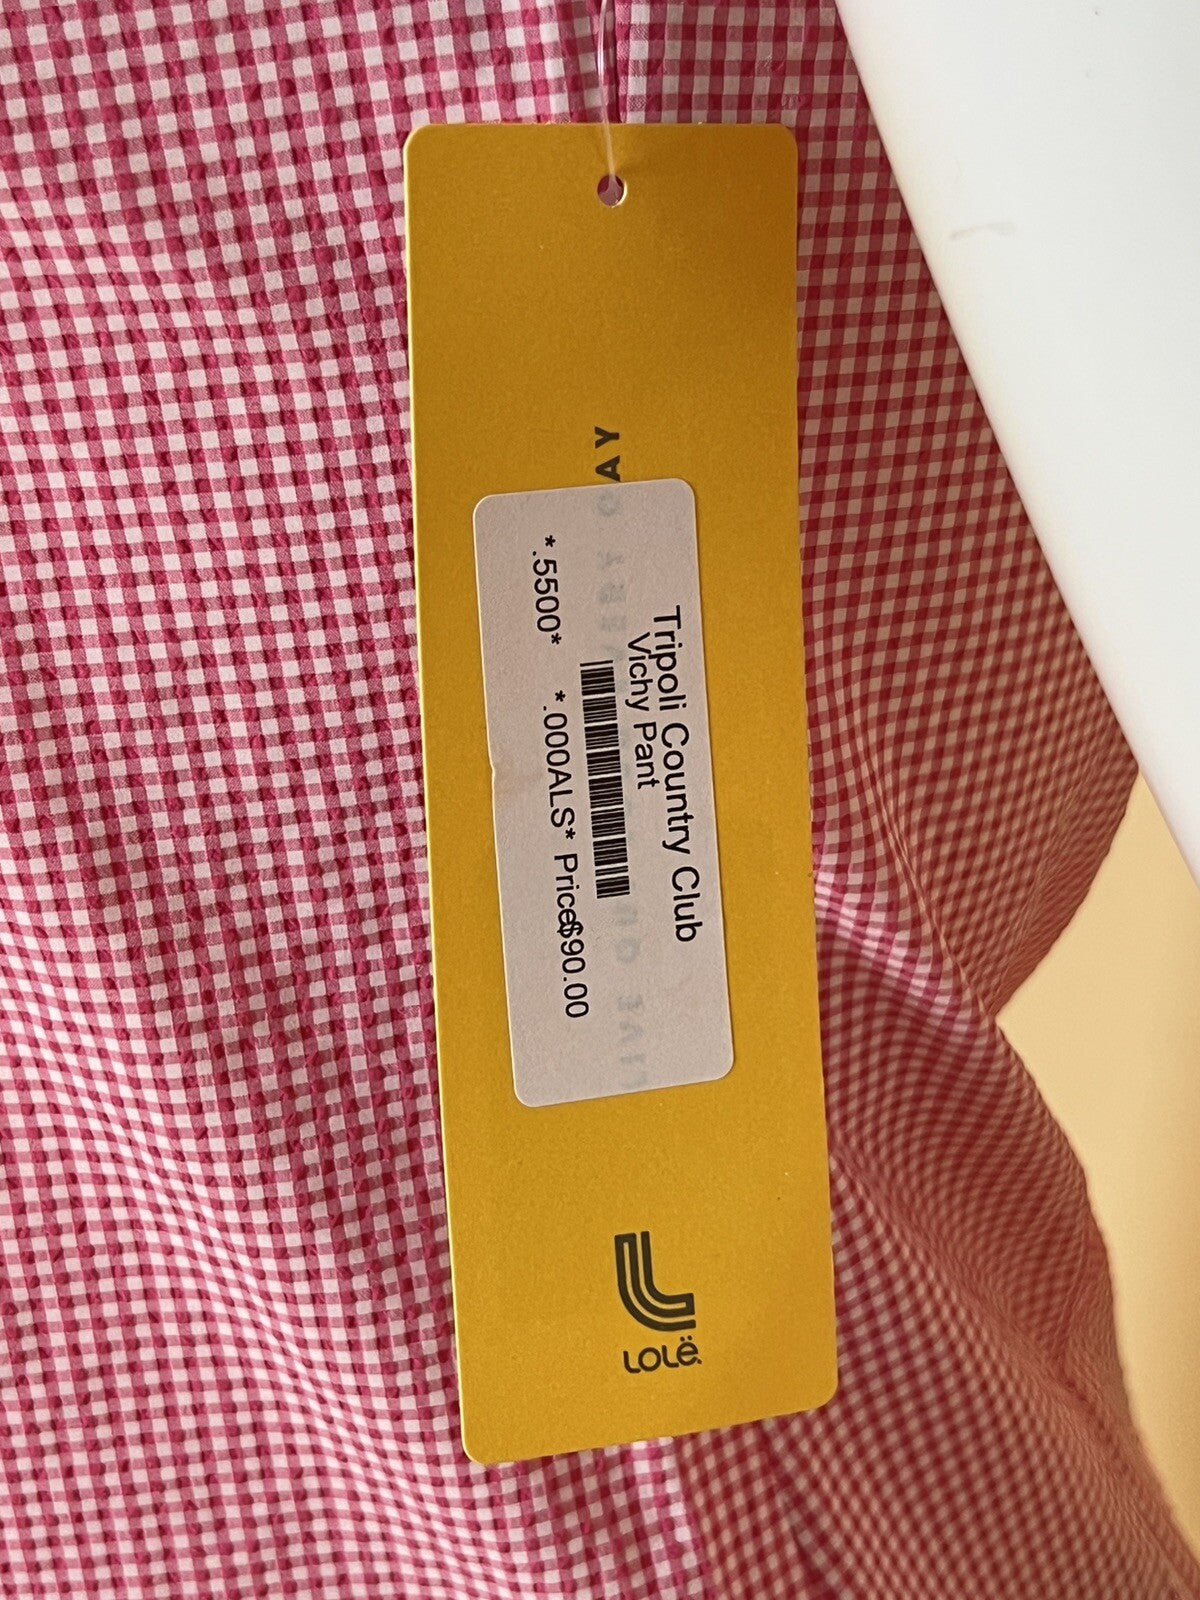 Tripoli Country Club
Vichy Pant
*.5500* *.000ALS* Price$90.00
LOLË